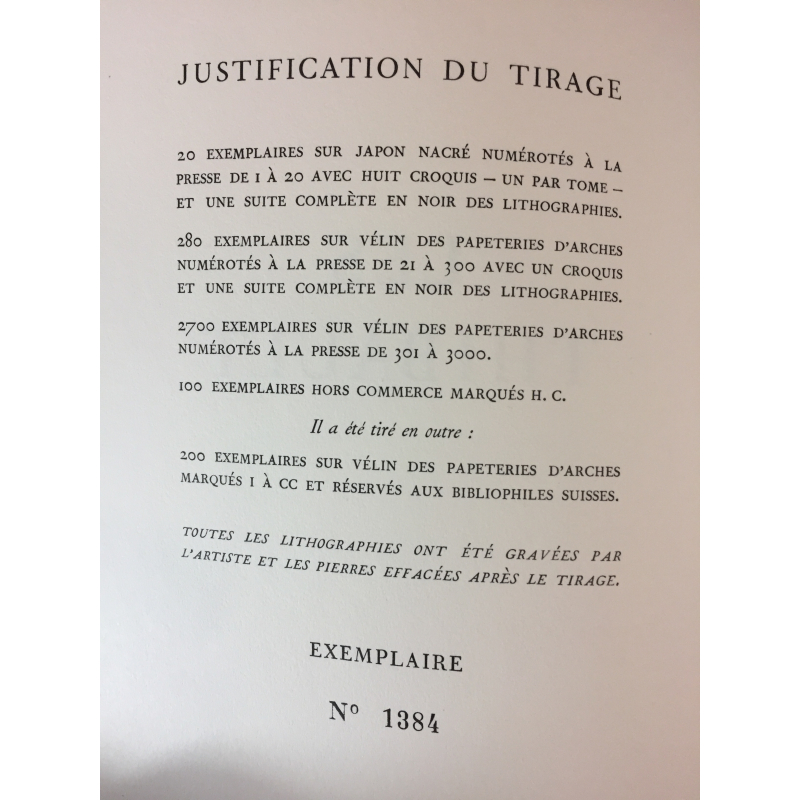 JUSTIFICATION DU TIRAGE
20 EXEMPLAIRES SUR JAPON NACRÉ NUMÉROTÉS À LA
PRESSE DE 1 À 20 AVEC HUIT CROQUIS — UN PAR TOME —
ET UNE SUITE COMPLÈTE EN NOIR DES LITHOGRAPHIES.
280 EXEMPLAIRES SUR VÉLIN DES PAPETERIES D'ARCHES
NUMÉROTÉS À LA PRESSE DE 21 À 300 AVEC UN CROQUIS
ET UNE SUITE COMPLÈTE EN NOIR DES LITHOGRAPHIES.
2700 EXEMPLAIRES SUR VÉLIN DES PAPETERIES D'ARCHES
NUMÉROTÉS À LA PRESSE DE 301 À 3000.
100 EXEMPLAIRES HORS COMMERCE MARQUÉS H. C.
Il a été tiré en outre :
200 EXEMPLAIRES SUR VÉLIN DES PAPETERIES D'ARCHES
MARQUÉS I À CC ET RÉSERVÉS AUX BIBLIOPHILES SUISSES.
TOUTES LES LITHOGRAPHIES ONT ÉTÉ GRAVÉES PAR
L'ARTISTE ET LES PIERRES EFFACÉES APRÈS LE TIRAGE.
EXEMPLAIRE
Nº 1384